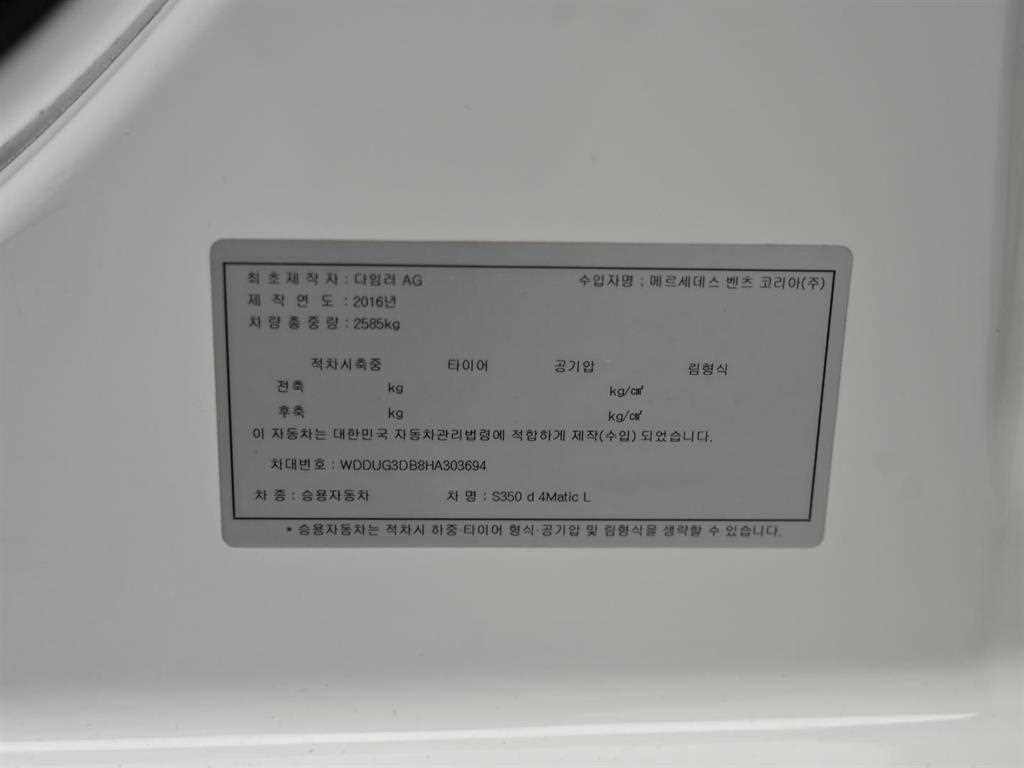 최 초 제 작 자 : 다임러 AG 수입자명 : 메르세데스 벤츠 코리아(주)
제 작 연 도 : 2016년
차 량 총 중 량 : 2585kg
적차시축중 타이어 공기압 림형식
전축 kg kg/㎠
후축 kg kg/㎠
이 자동차는 대한민국 자동차관리법령에 적합하게 제작(수입) 되었습니다.
차대번호 : WDDUG3DB8HA303694
차 종 : 승용자동차 차 명 : S350 d 4Matic L
* 승용자동차는 적차시 하중·타이어 형식·공기압 및 림형식을 생략할 수 있습니다.